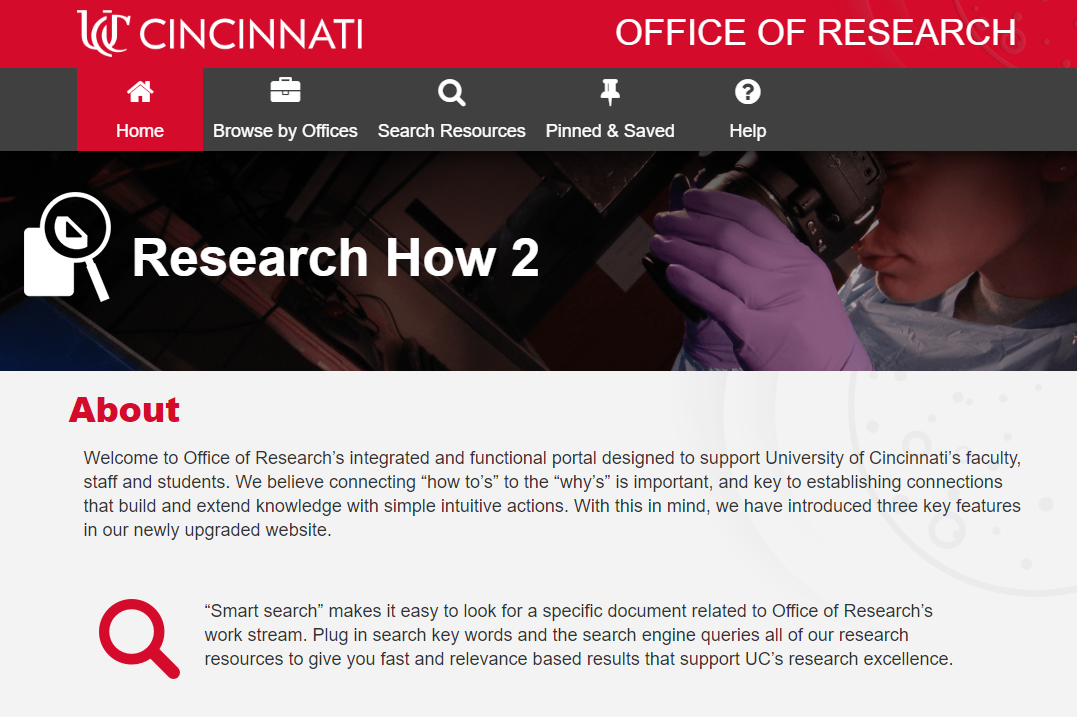 UC CINCINNATI
OFFICE OF RESEARCH
Home
Browse by Offices
Search Resources
Pinned & Saved
Help
Research How 2
About
Welcome to Office of Research’s integrated and functional portal designed to support University of Cincinnati’s faculty,
staff and students. We believe connecting “how to’s” to the “why’s” is important, and key to establishing connections
that build and extend knowledge with simple intuitive actions. With this in mind, we have introduced three key features
in our newly upgraded website.
“Smart search” makes it easy to look for a specific document related to Office of Research’s
work stream. Plug in search key words and the search engine queries all of our research
resources to give you fast and relevance based results that support UC’s research excellence.